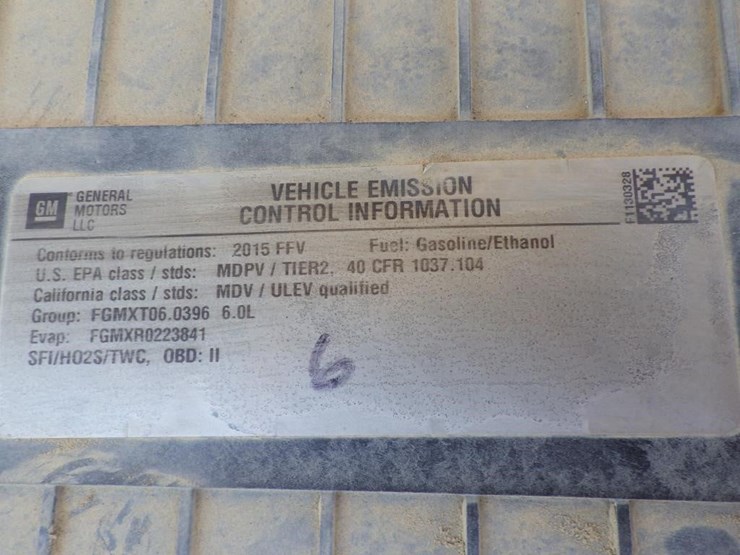 GM GENERAL MOTORS LLC
VEHICLE EMISSION
CONTROL INFORMATION
F1130328
Conforms to regulations: 2015 FFV Fuel: Gasoline/Ethanol
U.S. EPA class / stds: MDPV / TIER2, 40 CFR 1037.104
California class / stds: MDV / ULEV qualified
Group: FGMXT06.0396 6.0L
Evap: FGMXR0223841
SFI/HO2S/TWC, OBD: II
6